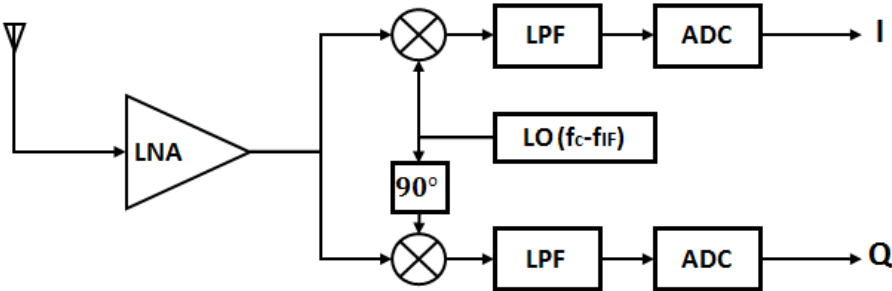 LPF
ADC
I
LNA
LO (fc-fIF)
90°
LPF
ADC
Q